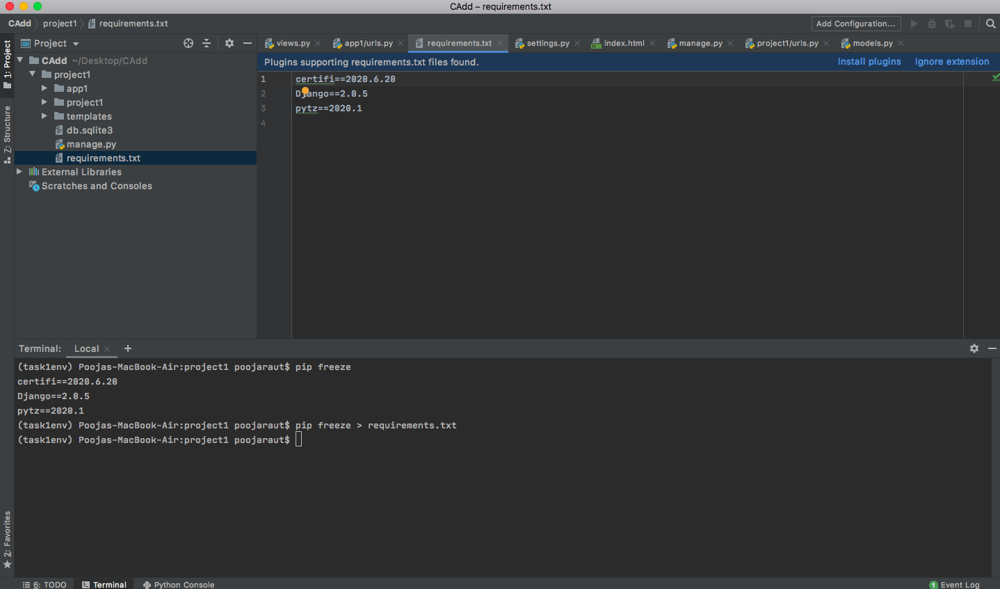 CAdd – requirements.txt
CAdd project1 requirements.txt Add Configuration...
1: Project
Project
views.py app1/urls.py requirements.txt settings.py index.html manage.py project1/urls.py models.py
CAdd ~/Desktop/CAdd
project1
app1
project1
templates
db.sqlite3
manage.py
requirements.txt
External Libraries
Scratches and Consoles
Z: Structure
Plugins supporting requirements.txt files found. Install plugins Ignore extension
1 certifi==2020.6.20
2 Django==2.0.5
3 pytz==2020.1
4
Terminal: Local +
(task1env) Poojas-MacBook-Air:project1 poojaraut$ pip freeze
certifi==2020.6.20
Django==2.0.5
pytz==2020.1
(task1env) Poojas-MacBook-Air:project1 poojaraut$ pip freeze > requirements.txt
(task1env) Poojas-MacBook-Air:project1 poojaraut$
2: Favorites
6: TODO Terminal Python Console 1 Event Log